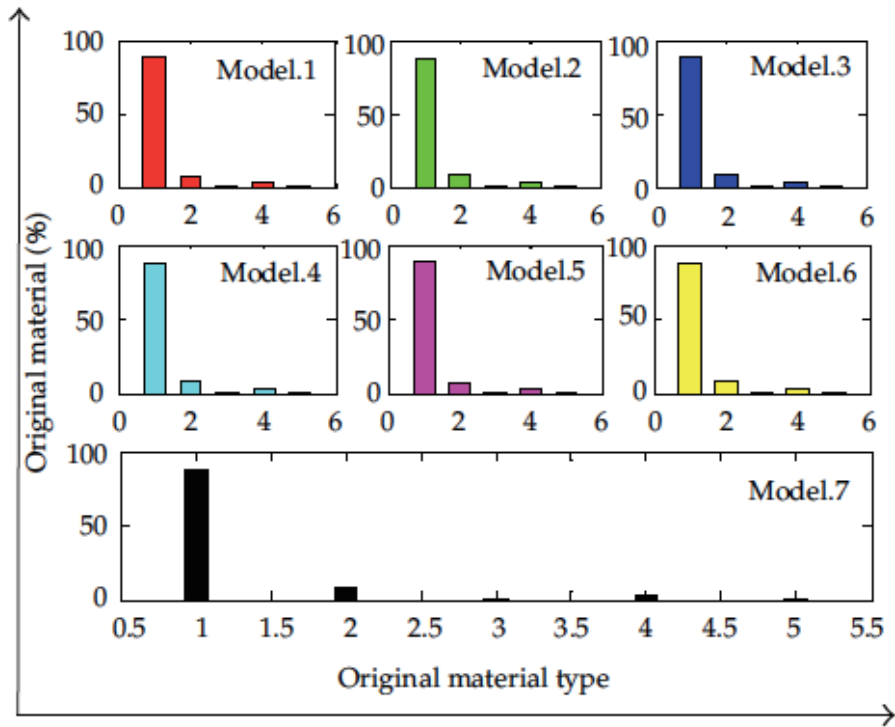 Original material (%)
100 50 0
Model.1
0 2 4 6
100 50 0
Model.2
0 2 4 6
100 50 0
Model.3
0 2 4 6
100 50 0
Model.4
0 2 4 6
100 50 0
Model.5
0 2 4 6
100 50 0
Model.6
0 2 4 6
100 50 0
Model.7
0.5 1 1.5 2 2.5 3 3.5 4 4.5 5 5.5
Original material type